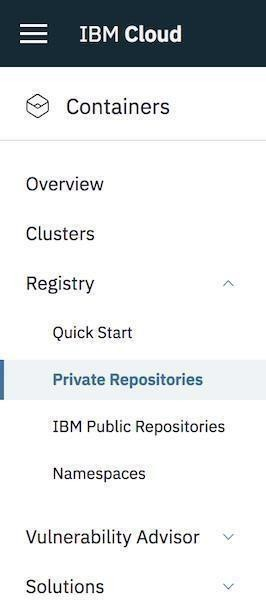 IBM Cloud
Containers
Overview
Clusters
Registry
Quick Start
Private Repositories
IBM Public Repositories
Namespaces
Vulnerability Advisor
Solutions